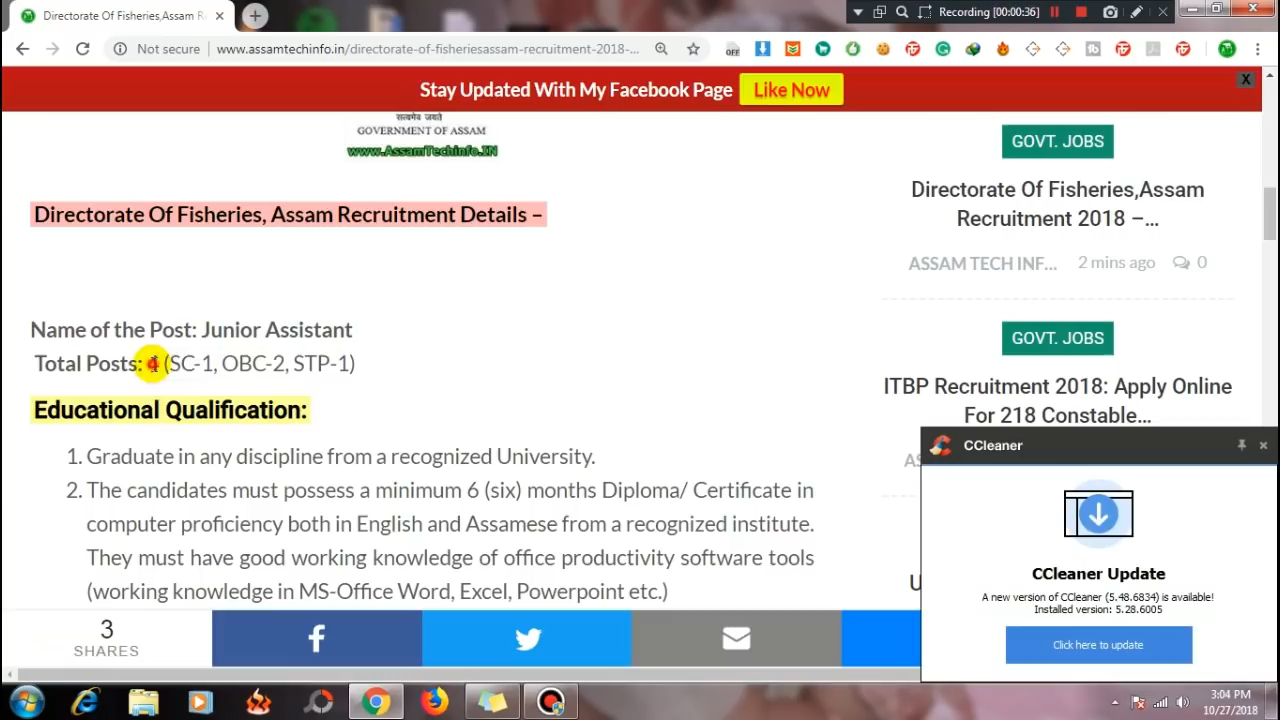 Directorate Of Fisheries,Assam R
Recording [00:00:36]
Not secure
www.assamtechinfo.in/directorate-of-fisheriesassam-recruitment-2018-...
OFF
Stay Updated With My Facebook Page
Like Now
X
सत्यमेव जयते
GOVERNMENT OF ASSAM
www.AssamTechinfo.IN
Directorate Of Fisheries, Assam Recruitment Details –
Name of the Post: Junior Assistant
Total Posts: 4 (SC-1, OBC-2, STP-1)
Educational Qualification:
1. Graduate in any discipline from a recognized University.
2. The candidates must possess a minimum 6 (six) months Diploma/ Certificate in
computer proficiency both in English and Assamese from a recognized institute.
They must have good working knowledge of office productivity software tools
(working knowledge in MS-Office Word, Excel, Powerpoint etc.)
3
SHARES
GOVT. JOBS
Directorate Of Fisheries,Assam
Recruitment 2018 –...
ASSAM TECH INF...
2 mins ago
0
GOVT. JOBS
ITBP Recruitment 2018: Apply Online
For 218 Constable...
AS
U
CCleaner
CCleaner Update
A new version of CCleaner (5.48.6834) is available!
Installed version: 5.28.6005
Click here to update
3:04 PM
10/27/2018